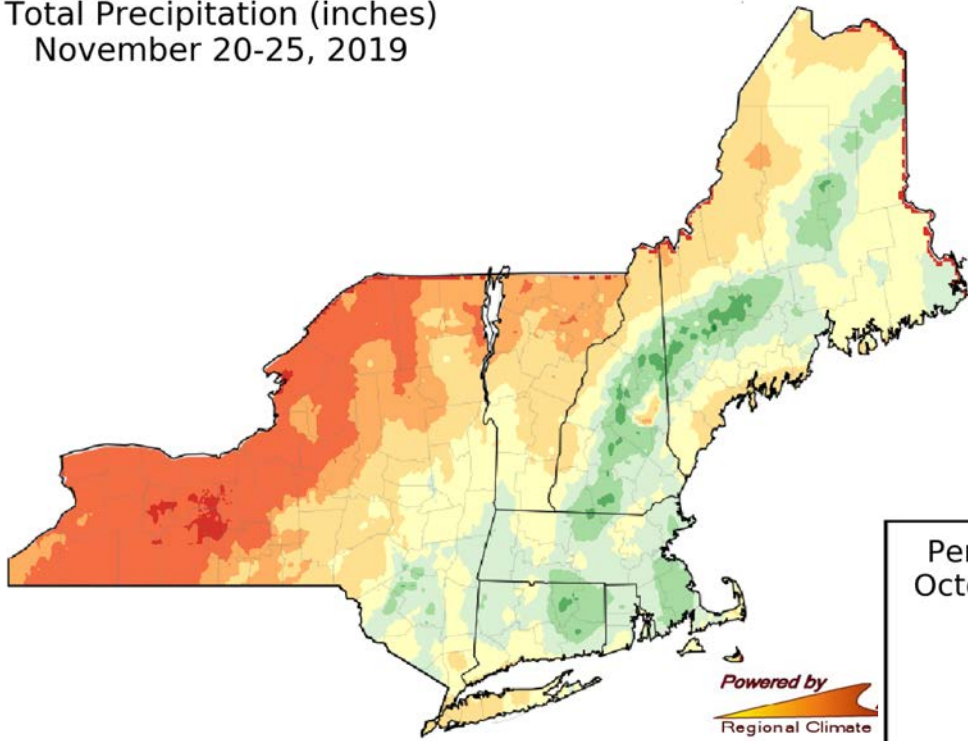 Total Precipitation (inches)
November 20-25, 2019
Powered by
Regional Climate